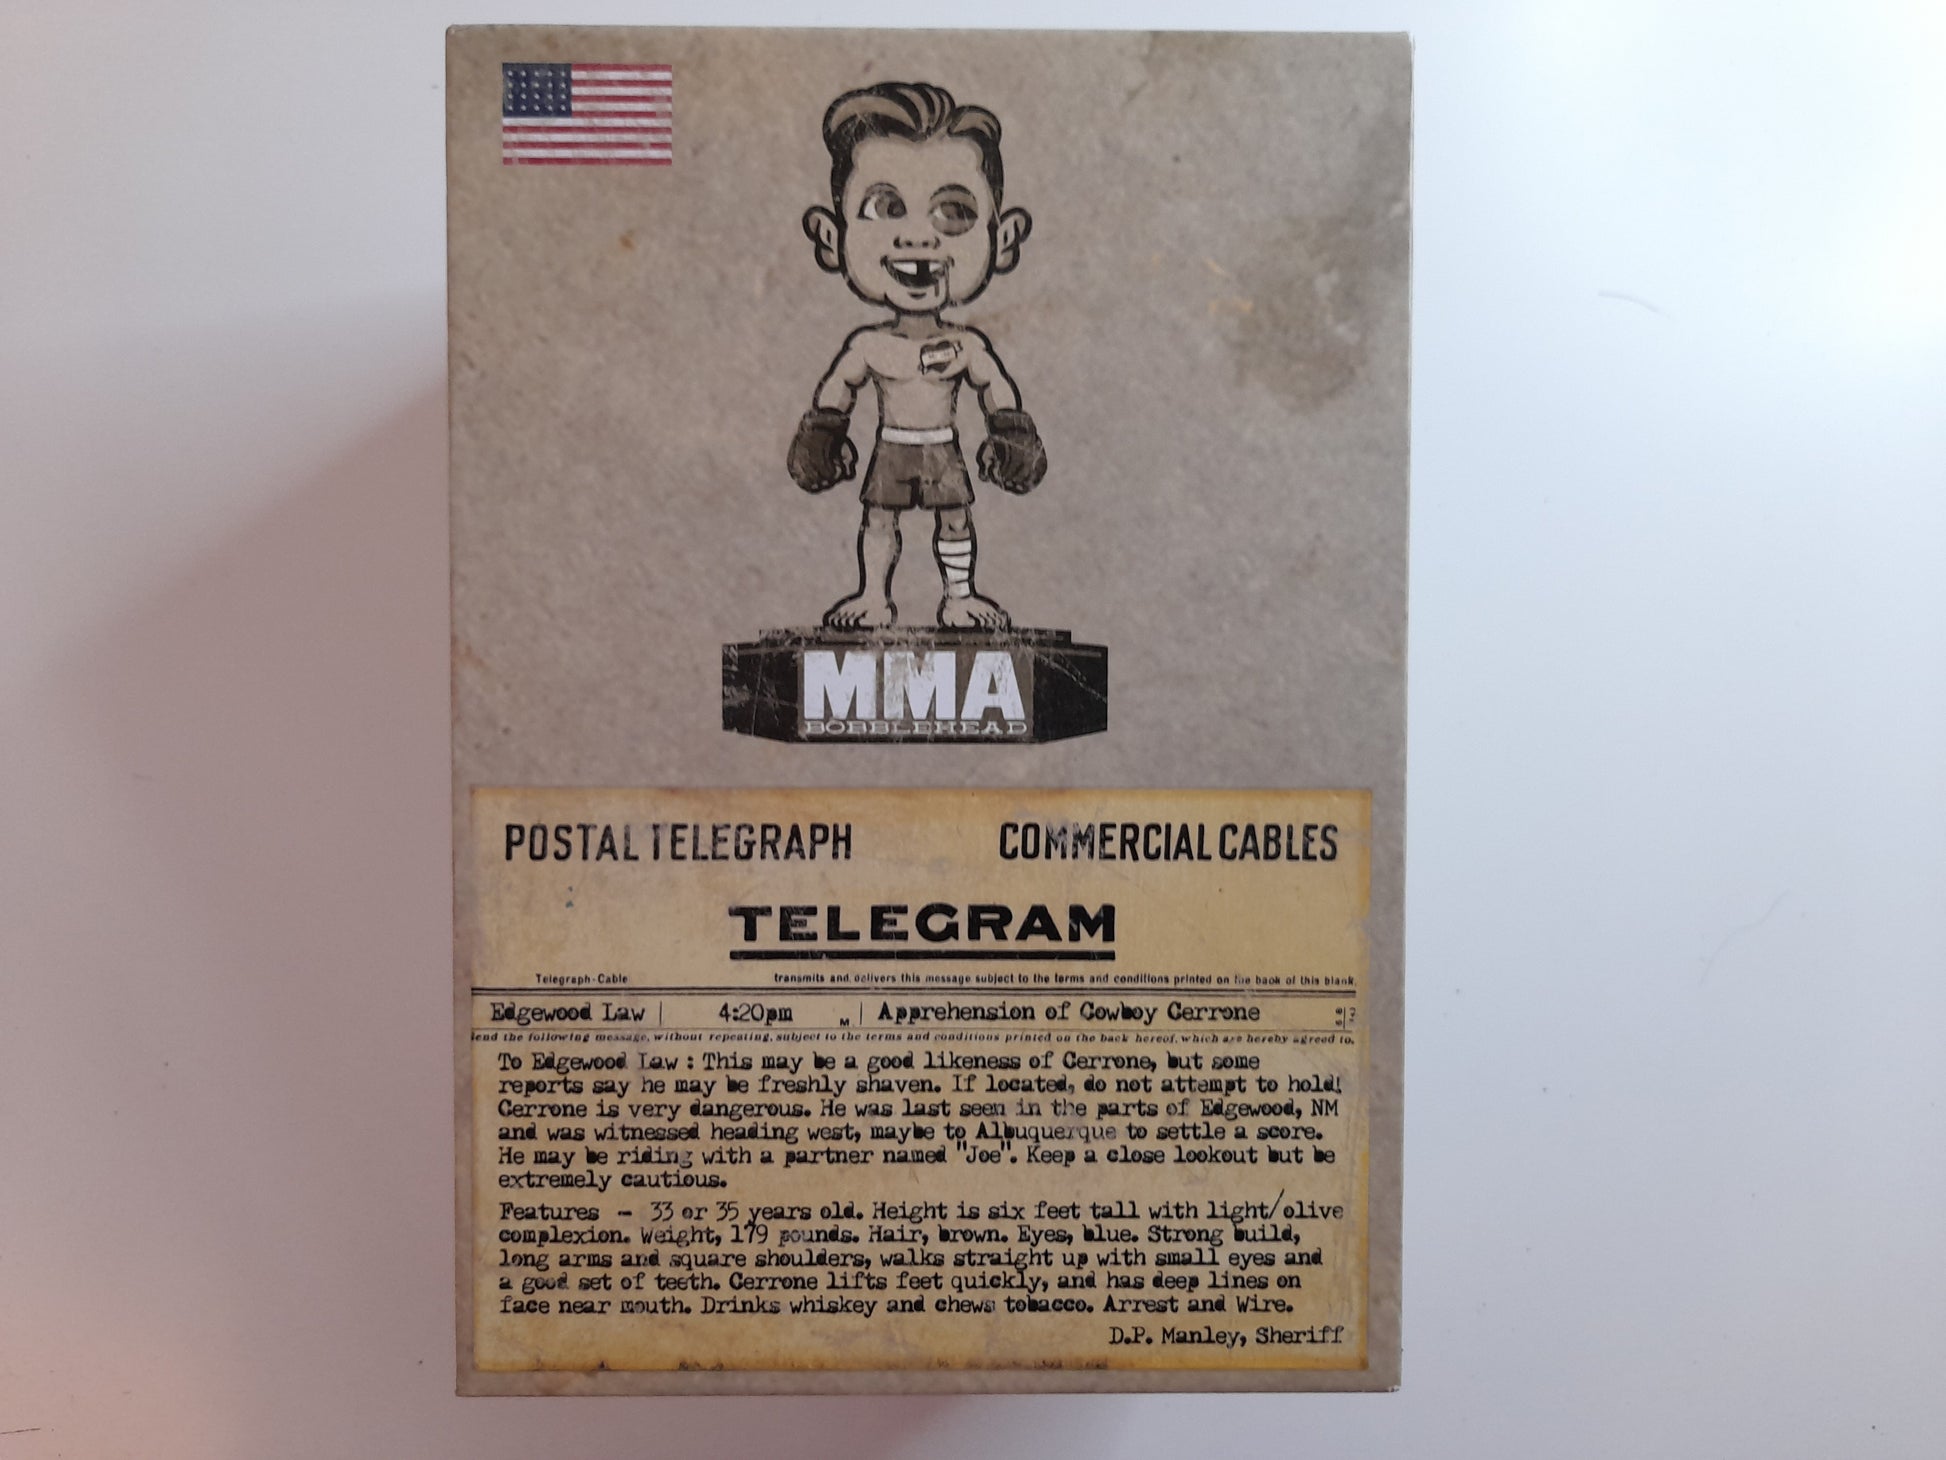 MMA
BOBBLEHEAD
POSTAL TELEGRAPH COMMERCIAL CABLES
TELEGRAM
Telegraph-Cable transmits and delivers this message subject to the terms and conditions printed on the back of this blank.
Edgewood Law | 4:20pm M | Apprehension of Cowboy Cerrone
Send the following message, without repeating, subject to the terms and conditions printed on the back hereof, which are hereby agreed to.
To Edgewood Law : This may be a good likeness of Cerrone, but some
reports say he may be freshly shaven. If located, do not attempt to hold!
Cerrone is very dangerous. He was last seen in the parts of Edgewood, NM
and was witnessed heading west, maybe to Albuquerque to settle a score.
He may be riding with a partner named "Joe". Keep a close lookout but be
extremely cautious.
Features - 33 or 35 years old. Height is six feet tall with light/olive
complexion. Weight, 179 pounds. Hair, brown. Eyes, blue. Strong build,
long arms and square shoulders, walks straight up with small eyes and
a good set of teeth. Cerrone lifts feet quickly, and has deep lines on
face near mouth. Drinks whiskey and chews tobacco. Arrest and Wire.
D.P. Manley, Sheriff